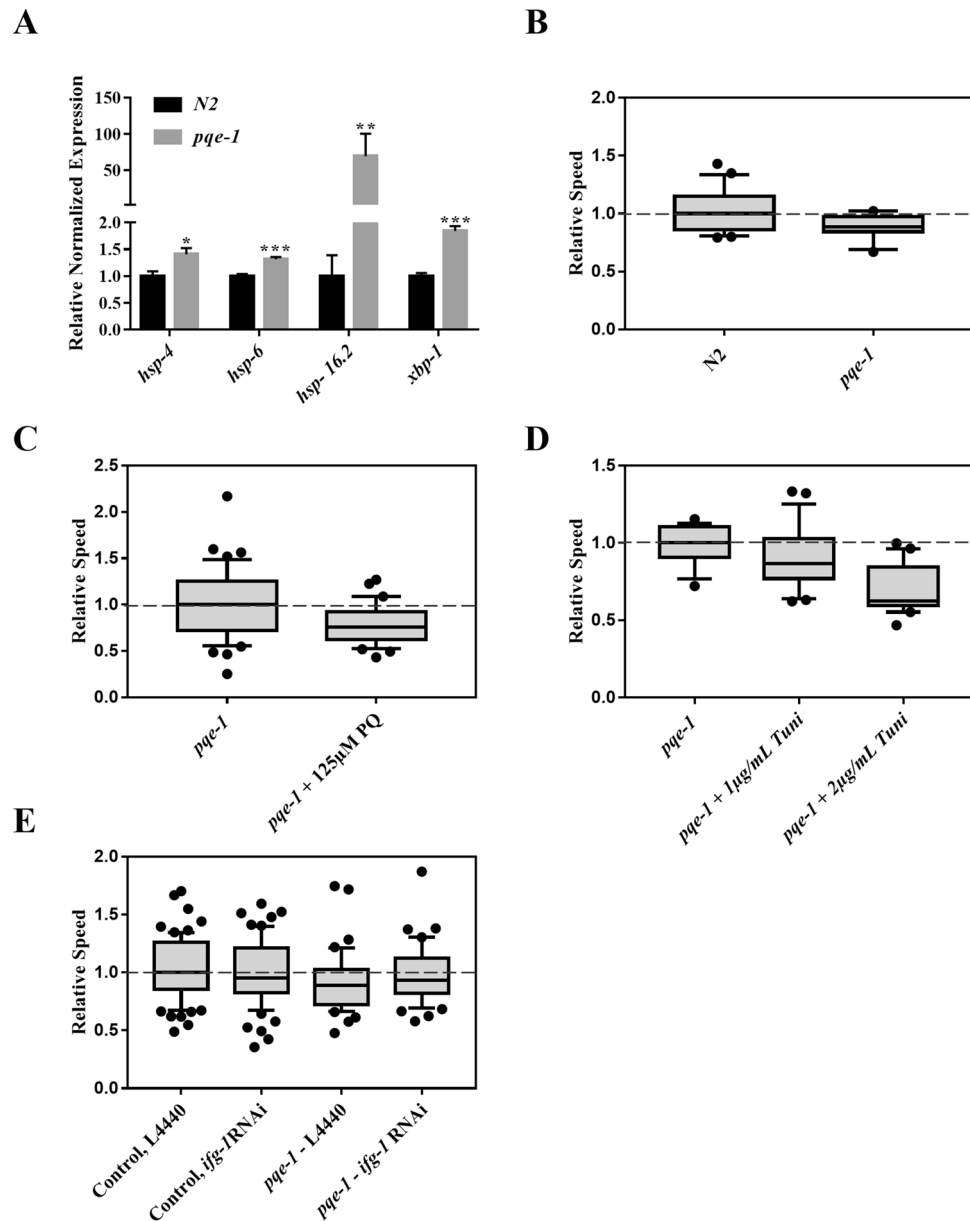 A
Relative Normalized Expression
150
100
50
2.0
1.5
1.0
0.5
0.0
N2
pqe-1
*
***
**
***
hsp-4
hsp-6
hsp- 16.2
xbp-1
B
Relative Speed
2.0
1.5
1.0
0.5
0.0
N2
pqe-1
C
Relative Speed
2.5
2.0
1.5
1.0
0.5
0.0
pqe-1
pqe-1 + 125µM PQ
D
Relative Speed
1.5
1.0
0.5
0.0
pqe-1
pqe-1 + 1µg/mL Tuni
pqe-1 + 2µg/mL Tuni
E
Relative Speed
2.0
1.5
1.0
0.5
0.0
Control, L4440
Control, ifg-1RNAi
pqe-1 - L4440
pqe-1 - ifg-1 RNAi